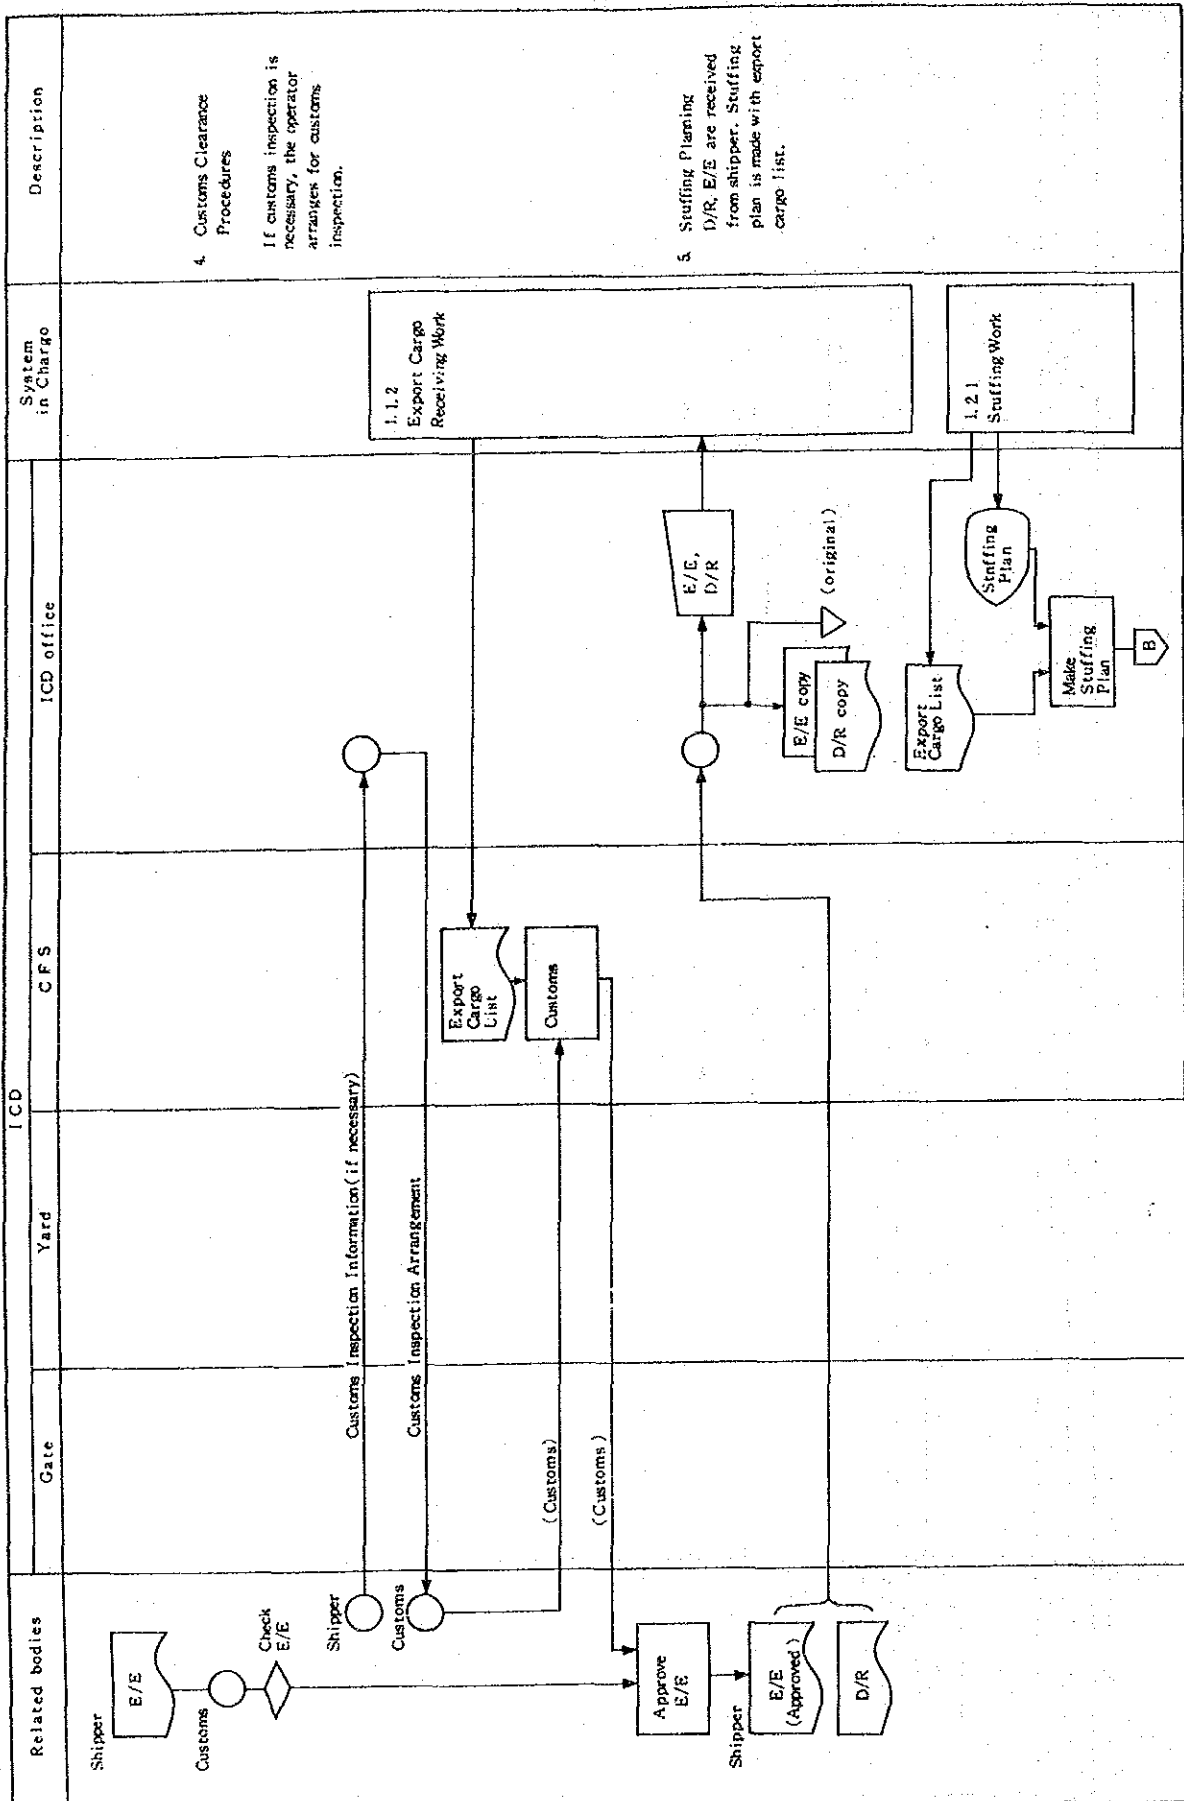 Related bodies
ICD
Gate
Yard
CFS
ICD office
System
in Chargo
Description
Shipper
E/E
Customs
Check
E/E
Shipper
Customs Inspection Information(if necessary)
Customs
Customs Inspection Arrangement
4. Customs Clearance
Procedures
If customs inspection is
necessary, the operator
arranges for customs
inspection.
1.1.2
Export Cargo
Receiving Work
Export
Cargo
List
(Customs)
Customs
(Customs)
Approve
E/E
Shipper
E/E
(Approved)
D/R
E/E,
D/R
E/E copy
D/R copy
(original)
5. Stuffing Planning
D/R, E/E are received
from shipper. Stuffing
plan is made with export
cargo list.
1.2.1
Stuffing Work
Export
Cargo List
Stuffing
Plan
Make
Stuffing
Plan
B